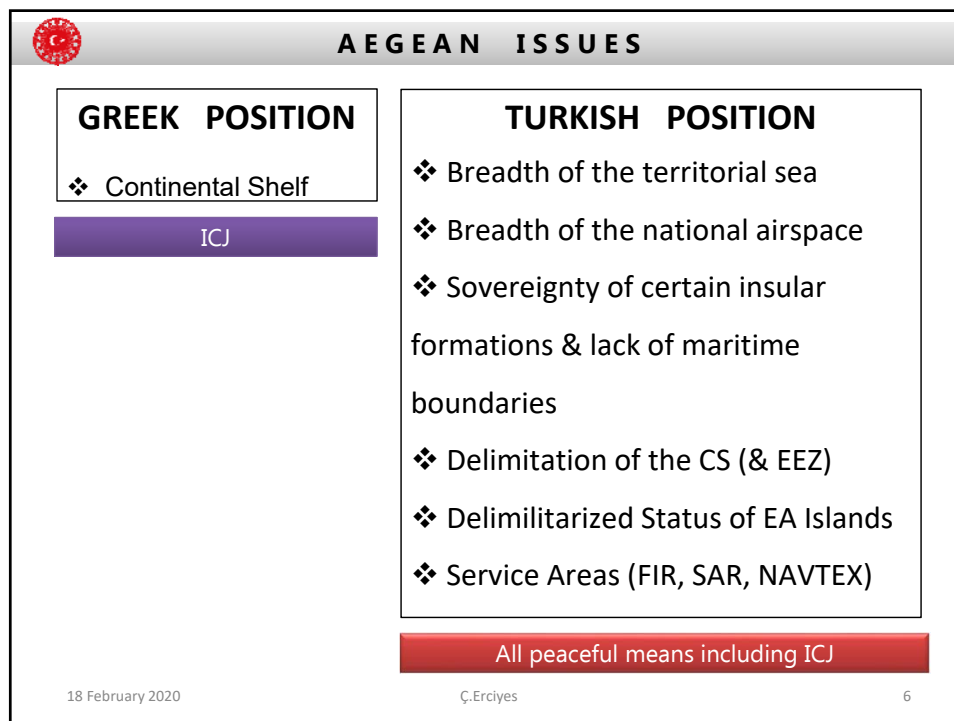 AEGEAN ISSUES
GREEK POSITION
❖ Continental Shelf
ICJ
TURKISH POSITION
❖ Breadth of the territorial sea
❖ Breadth of the national airspace
❖ Sovereignty of certain insular
formations & lack of maritime
boundaries
❖ Delimitation of the CS (& EEZ)
❖ Delimilitarized Status of EA Islands
❖ Service Areas (FIR, SAR, NAVTEX)
All peaceful means including ICJ
18 February 2020
Ç.Erciyes
6